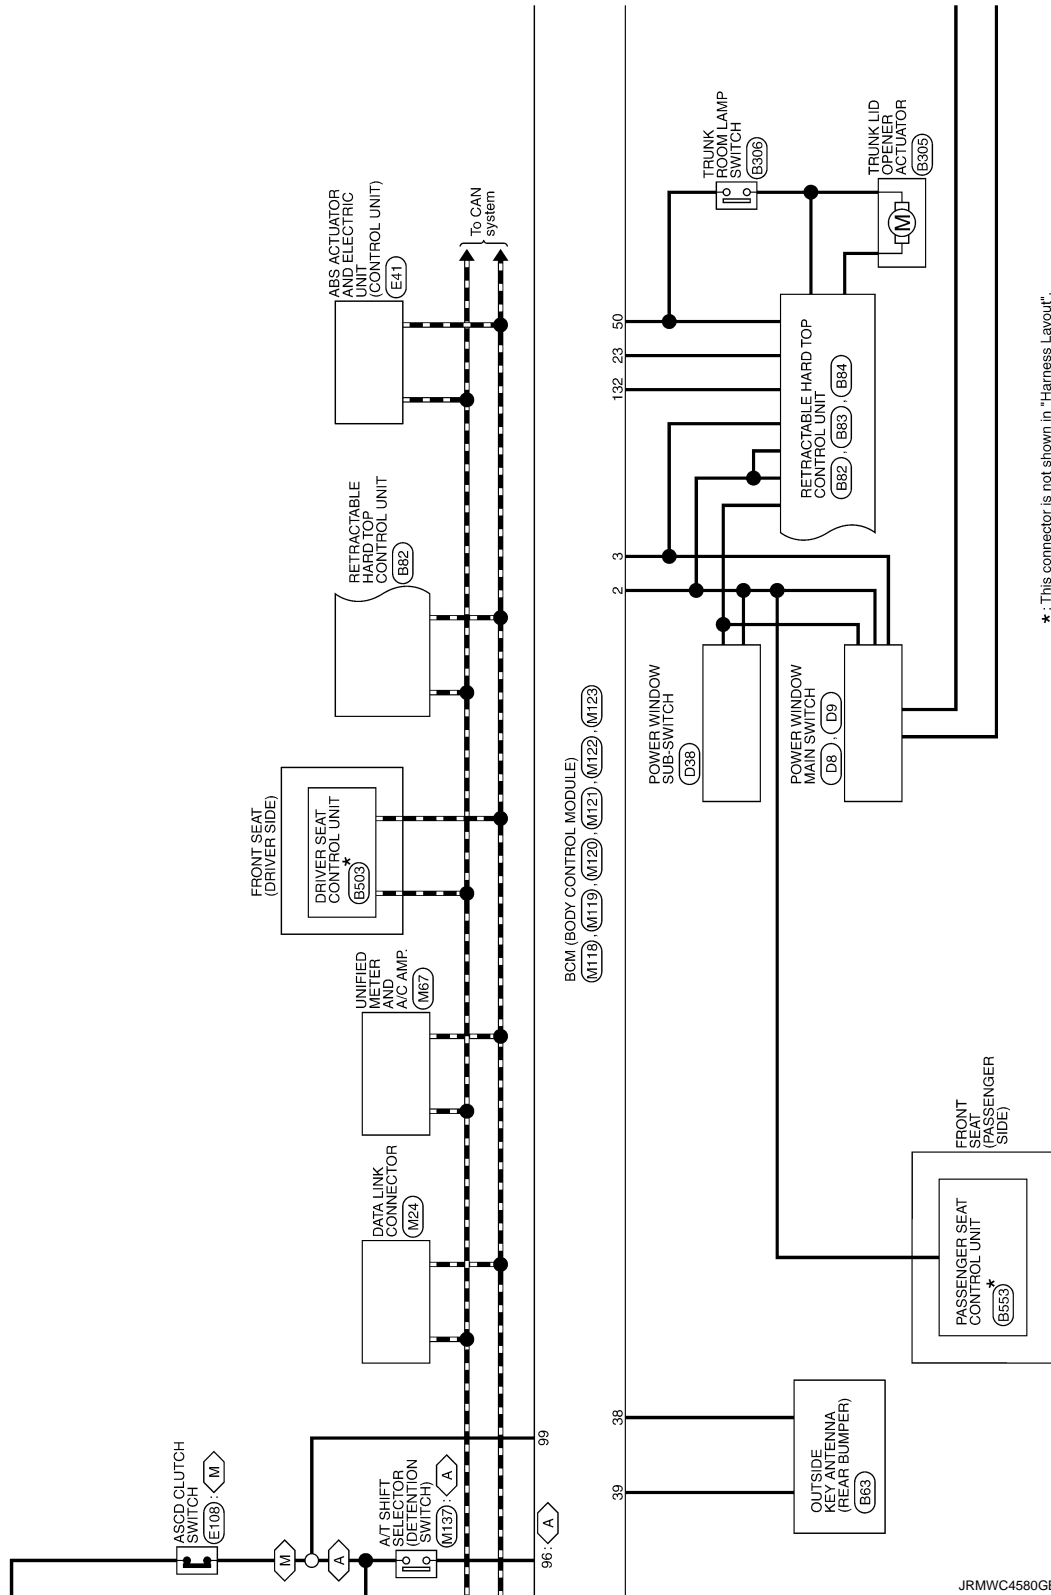 ASCD CLUTCH
SWITCH
E108 : M
M
A
A/T SHIFT
SELECTOR
(DETENTION
SWITCH)
M137 : A
96 : A
99
DATA LINK
CONNECTOR
M24
UNIFIED
METER
AND
A/C AMP.
M67
FRONT SEAT
(DRIVER SIDE)
DRIVER SEAT
CONTROL UNIT
*
B503
RETRACTABLE
HARD TOP
CONTROL UNIT
B82
ABS ACTUATOR
AND ELECTRIC
UNIT
(CONTROL UNIT)
E41
To CAN
system
BCM (BODY CONTROL MODULE)
M118 , M119 , M120 , M121 , M122 , M123
39
38
2
3
132
23
50
OUTSIDE
KEY ANTENNA
(REAR BUMPER)
B63
POWER WINDOW
SUB-SWITCH
D38
POWER WINDOW
MAIN SWITCH
D8 , D9
RETRACTABLE HARD TOP
CONTROL UNIT
B82 , B83 , B84
TRUNK
ROOM LAMP
SWITCH
B306
TRUNK LID
OPENER
ACTUATOR
B305
M
FRONT
SEAT
(PASSENGER
SIDE)
PASSENGER SEAT
CONTROL UNIT
*
B553
* : This connector is not shown in "Harness Layout".
JRMWC4580G